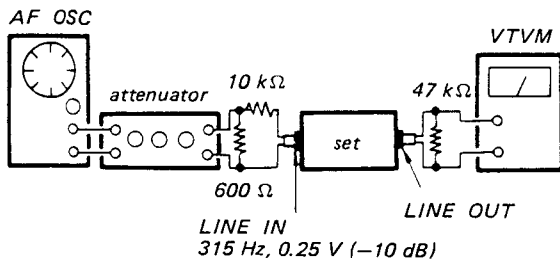 AF OSC
VTVM
attenuator
10 kΩ
47 kΩ
set
600 Ω
LINE IN
LINE OUT
315 Hz, 0.25 V (−10 dB)